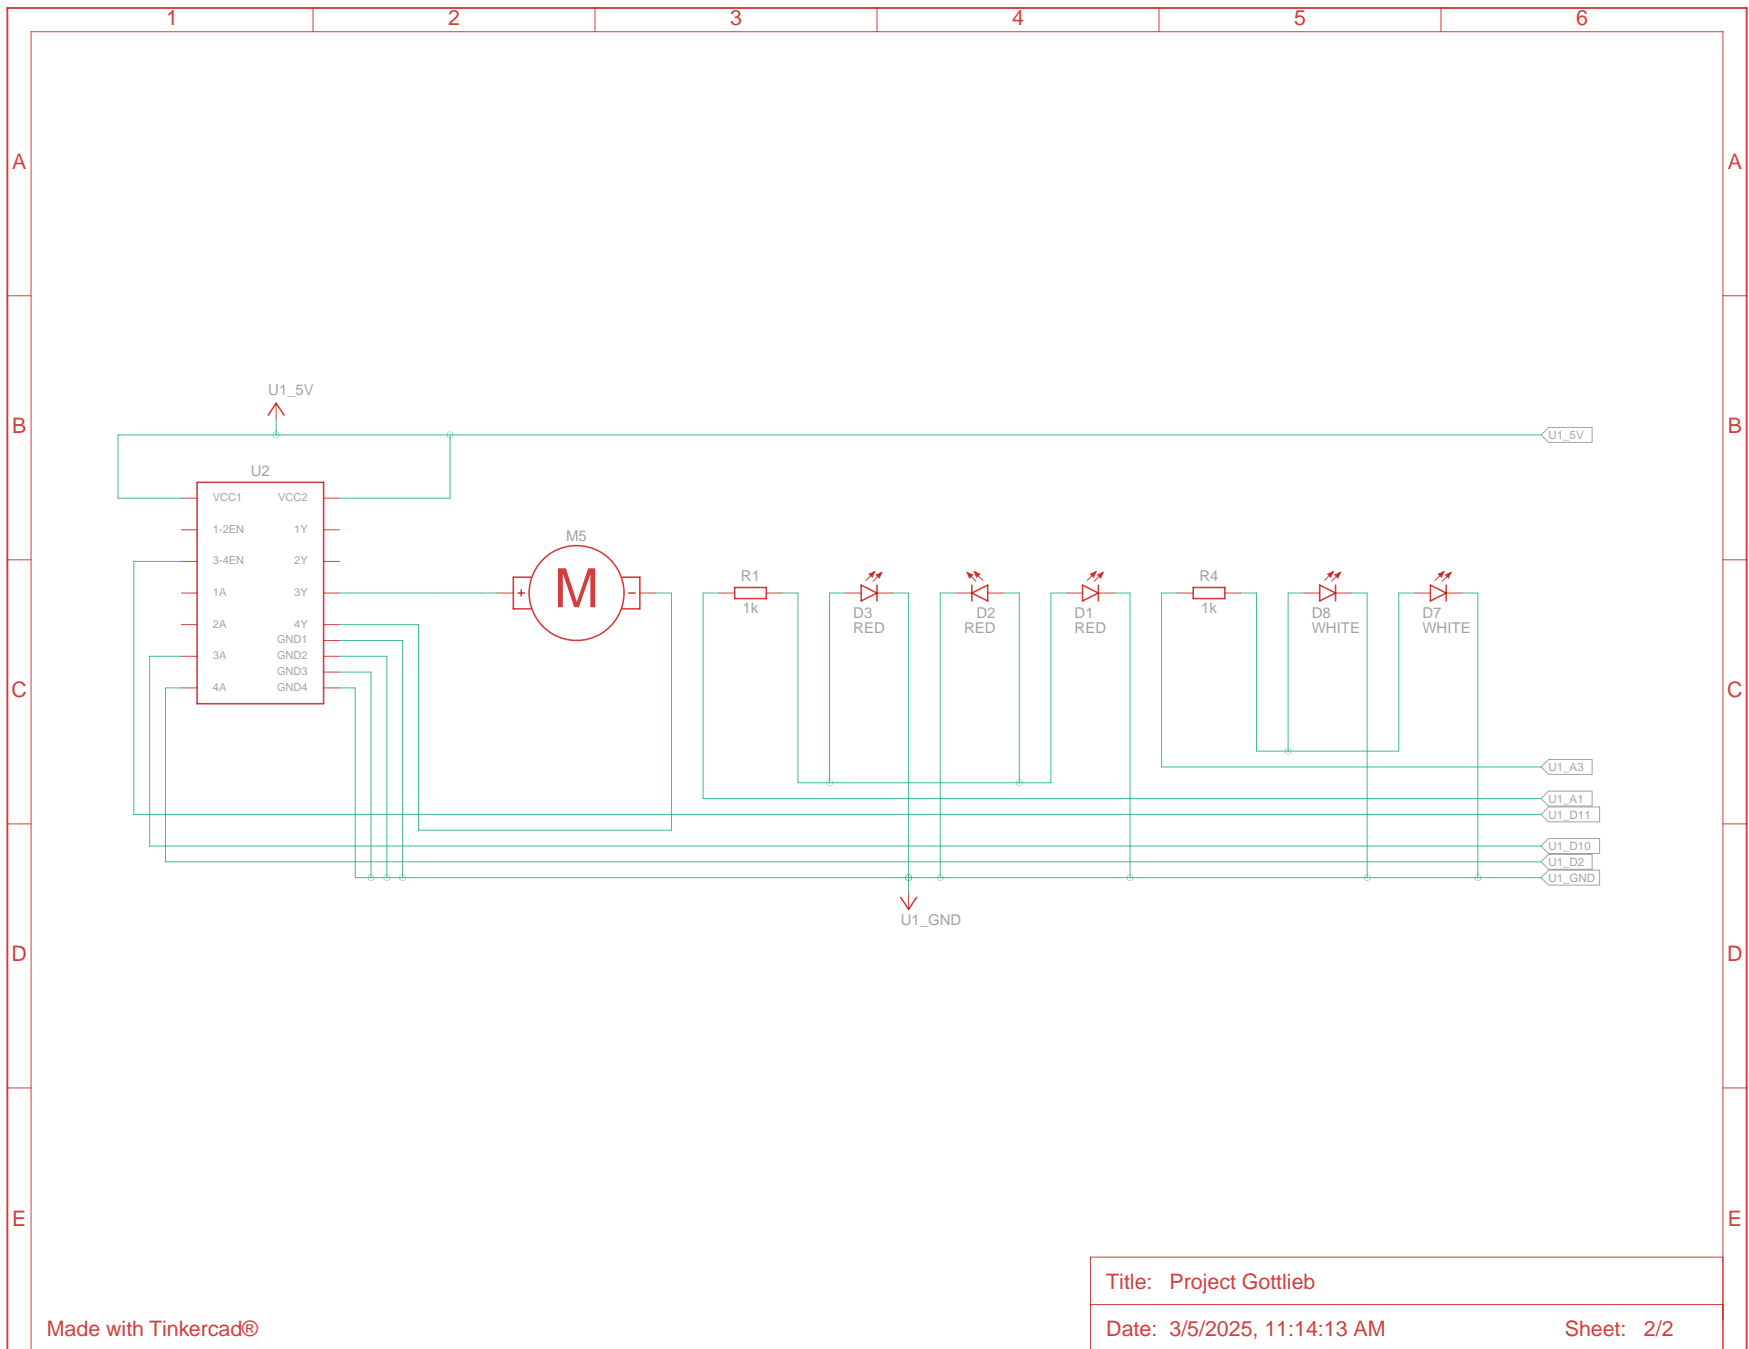 1 2 3 4 5 6
A A
U1_5V
B B
U1_5V
U2
VCC1 VCC2
1-2EN 1Y
M5
3-4EN 2Y
R1 R4
1A 3Y + M -
1k 1k
D3 D2 D1 D8 D7
RED RED RED WHITE WHITE
2A 4Y
GND1
3A GND2
GND3
C 4A GND4 C
U1_A3
U1_A1
U1_D11
U1_D10
U1_D2
U1_GND
U1_GND
D D
E E
Title: Project Gottlieb
Made with Tinkercad® Date: 3/5/2025, 11:14:13 AM Sheet: 2/2